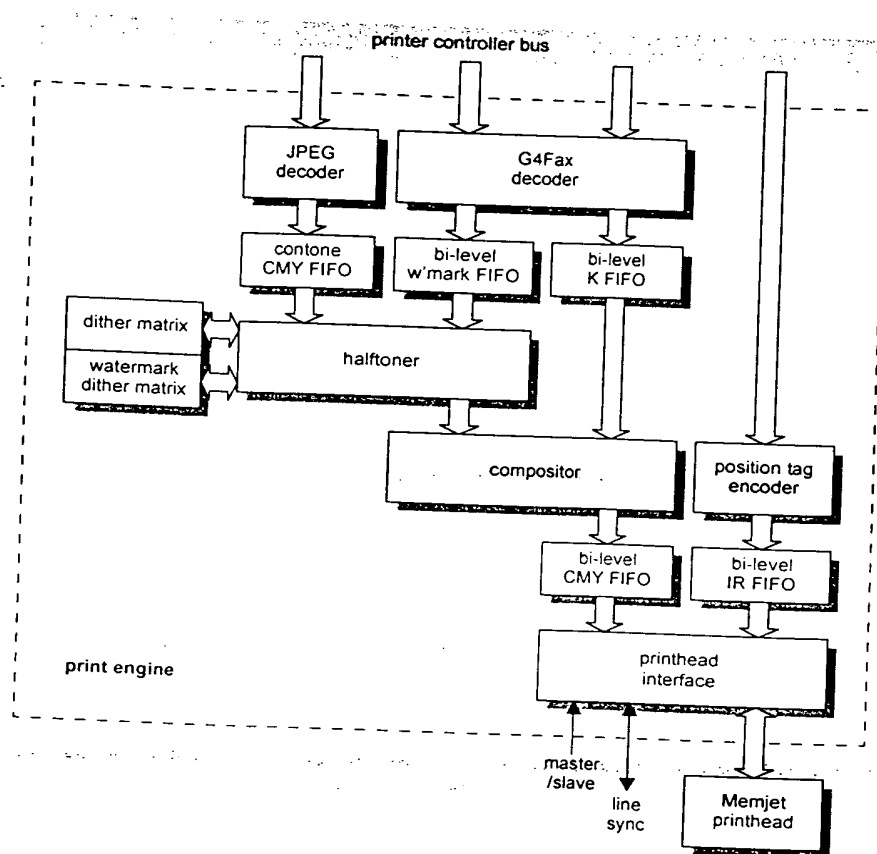 printer controller bus
JPEG
decoder
G4Fax
decoder
contone
CMY FIFO
bi-level
w'mark FIFO
bi-level
K FIFO
dither matrix
watermark
dither matrix
halftoner
compositor
position tag
encoder
bi-level
CMY FIFO
bi-level
IR FIFO
print engine
printhead
interface
master
/slave
line
sync
Memjet
printhead